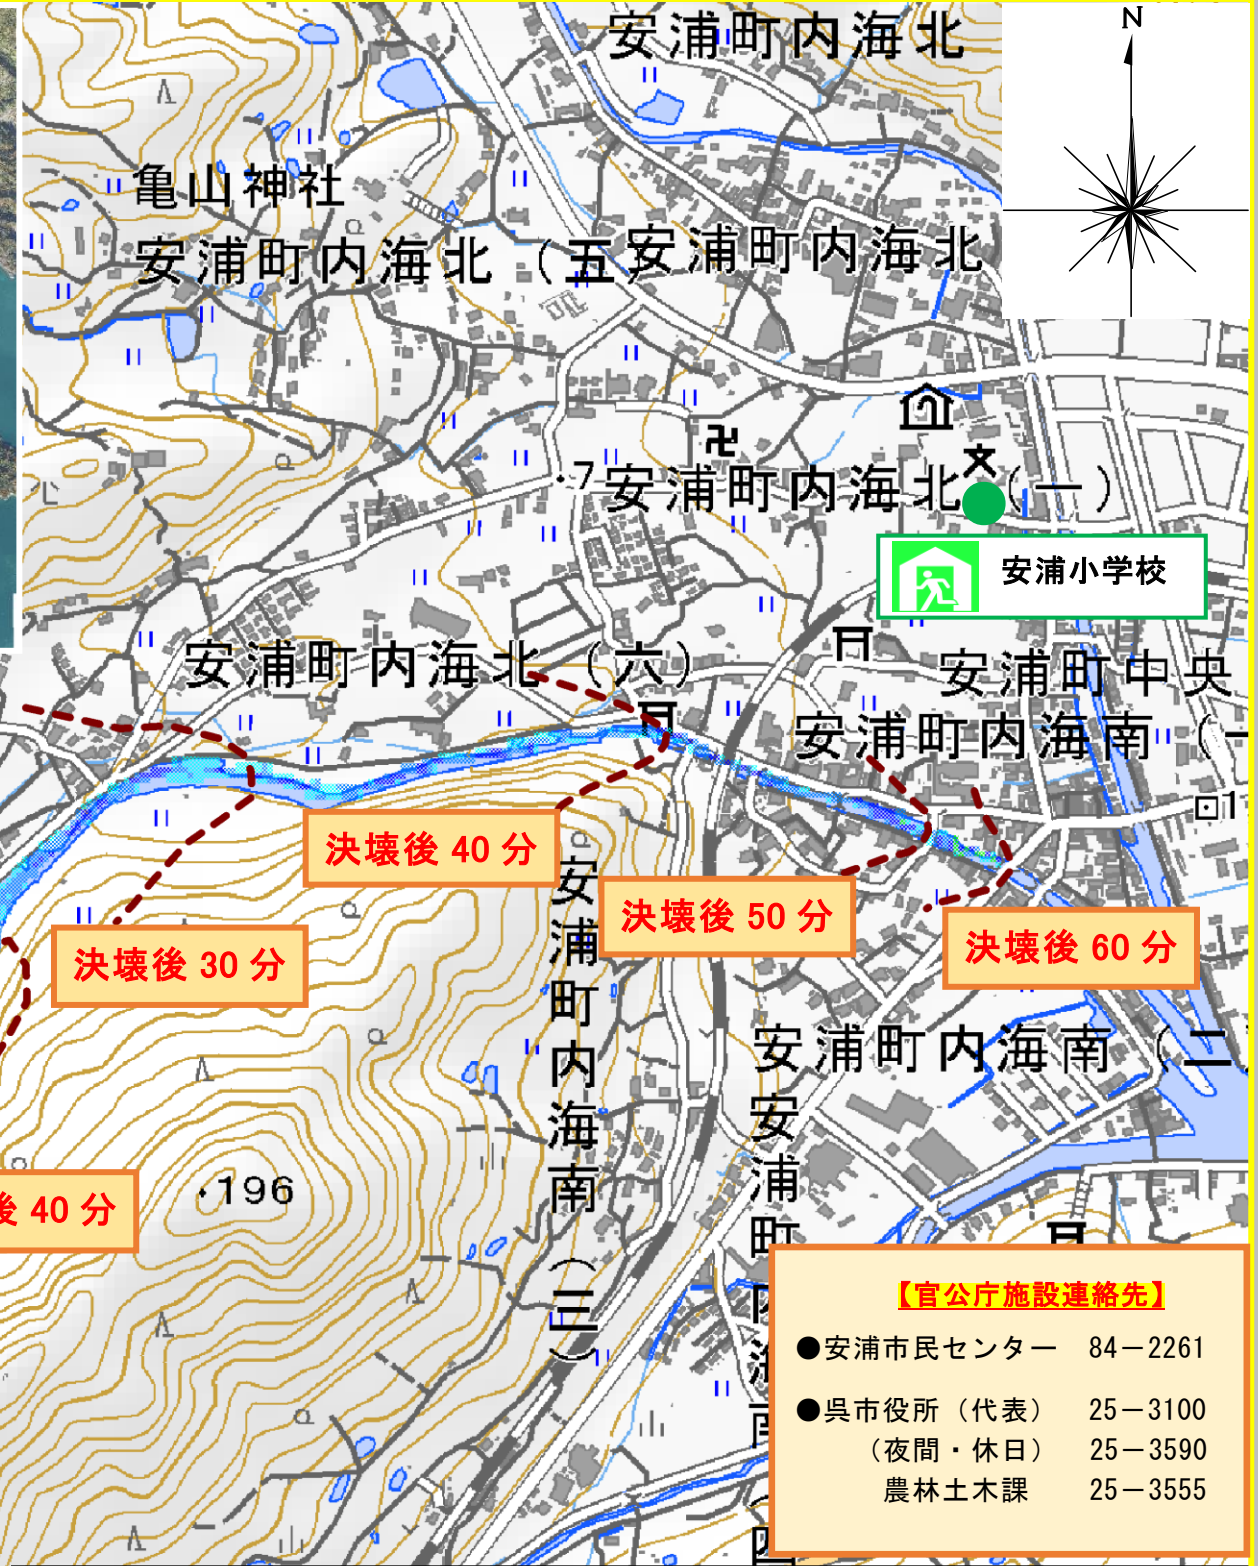 安浦町内海北
N
亀山神社
安浦町内海北（五）
安浦町内海北
・7
安浦町内海北（一）
安浦小学校
安浦町内海北（六）
安浦町中央
安浦町内海南（一
決壊後 40 分
決壊後 50 分
決壊後 30 分
決壊後 60 分
安浦町内海南（三）
安浦町内海南（二
・196
後 40 分
安浦町内海南（四
【官公庁施設連絡先】
●安浦市民センター 84－2261
●呉市役所（代表） 25－3100
（夜間・休日） 25－3590
農林土木課 25－3555